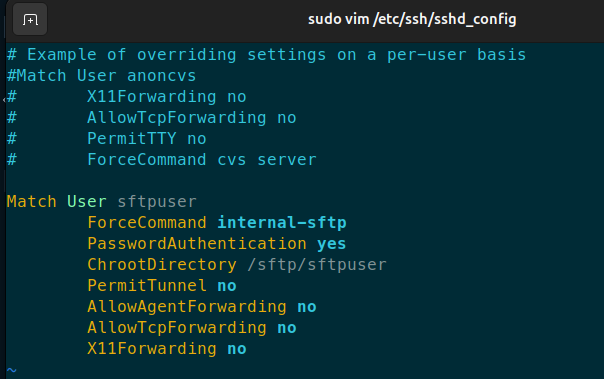 sudo vim /etc/ssh/sshd_config
# Example of overriding settings on a per-user basis
#Match User anoncvs
#       X11Forwarding no
#       AllowTcpForwarding no
#       PermitTTY no
#       ForceCommand cvs server
Match User sftpuser
        ForceCommand internal-sftp
        PasswordAuthentication yes
        ChrootDirectory /sftp/sftpuser
        PermitTunnel no
        AllowAgentForwarding no
        AllowTcpForwarding no
        X11Forwarding no
~